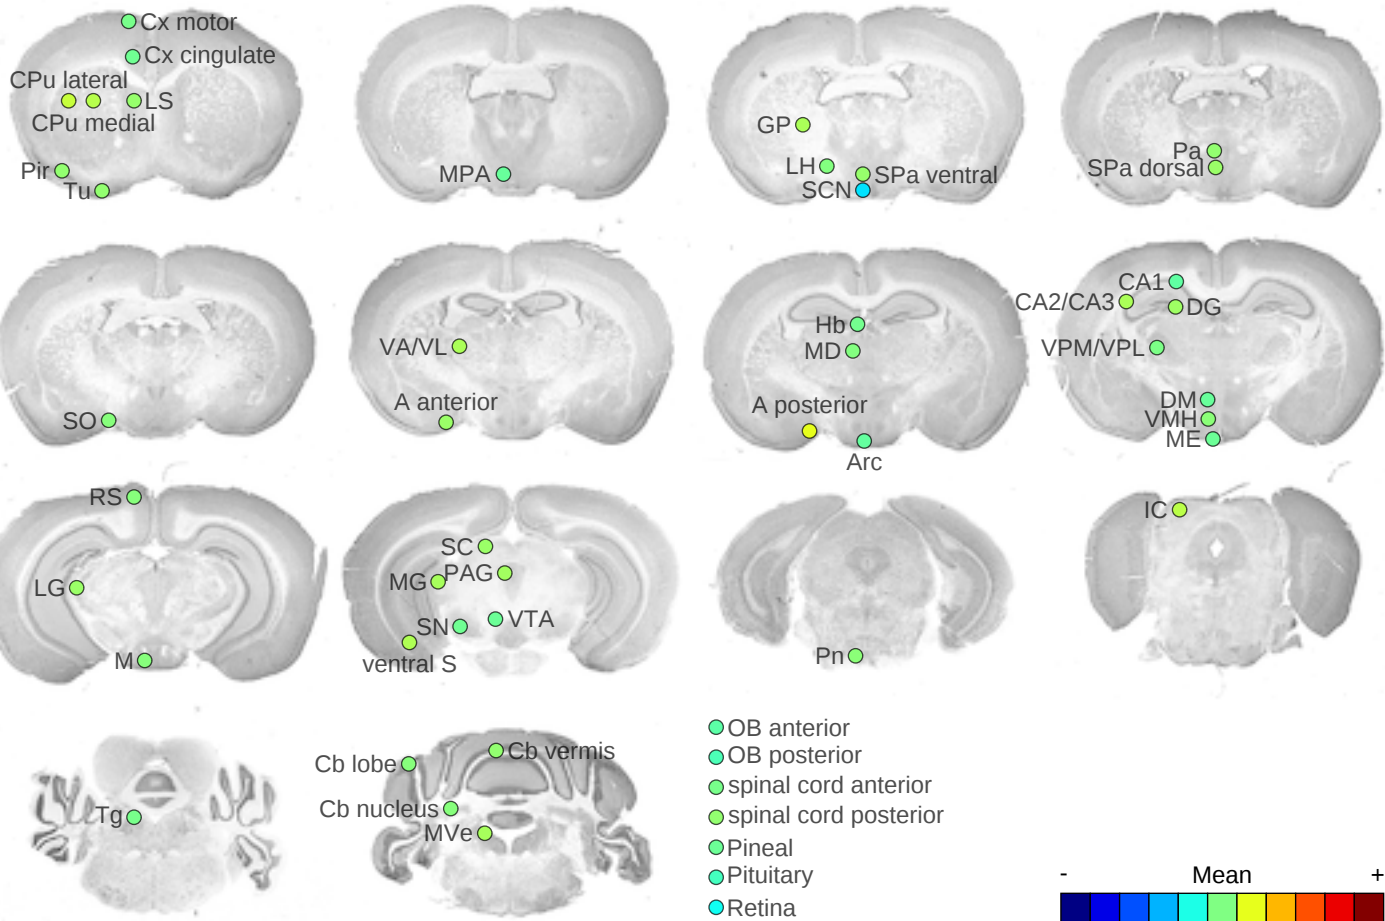 Cx motor
Cx cingulate
CPu lateral
LS
CPu medial
Pir
Tu
MPA
GP
LH
SPa ventral
SCN
Pa
SPa dorsal
SO
VA/VL
A anterior
Hb
MD
A posterior
Arc
CA1
CA2/CA3
DG
VPM/VPL
DM
VMH
ME
RS
LG
M
SC
MG
PAG
SN
VTA
ventral S
Pn
IC
Tg
Cb lobe
Cb vermis
Cb nucleus
MVe
OB anterior
OB posterior
spinal cord anterior
spinal cord posterior
Pineal
Pituitary
Retina
- Mean +